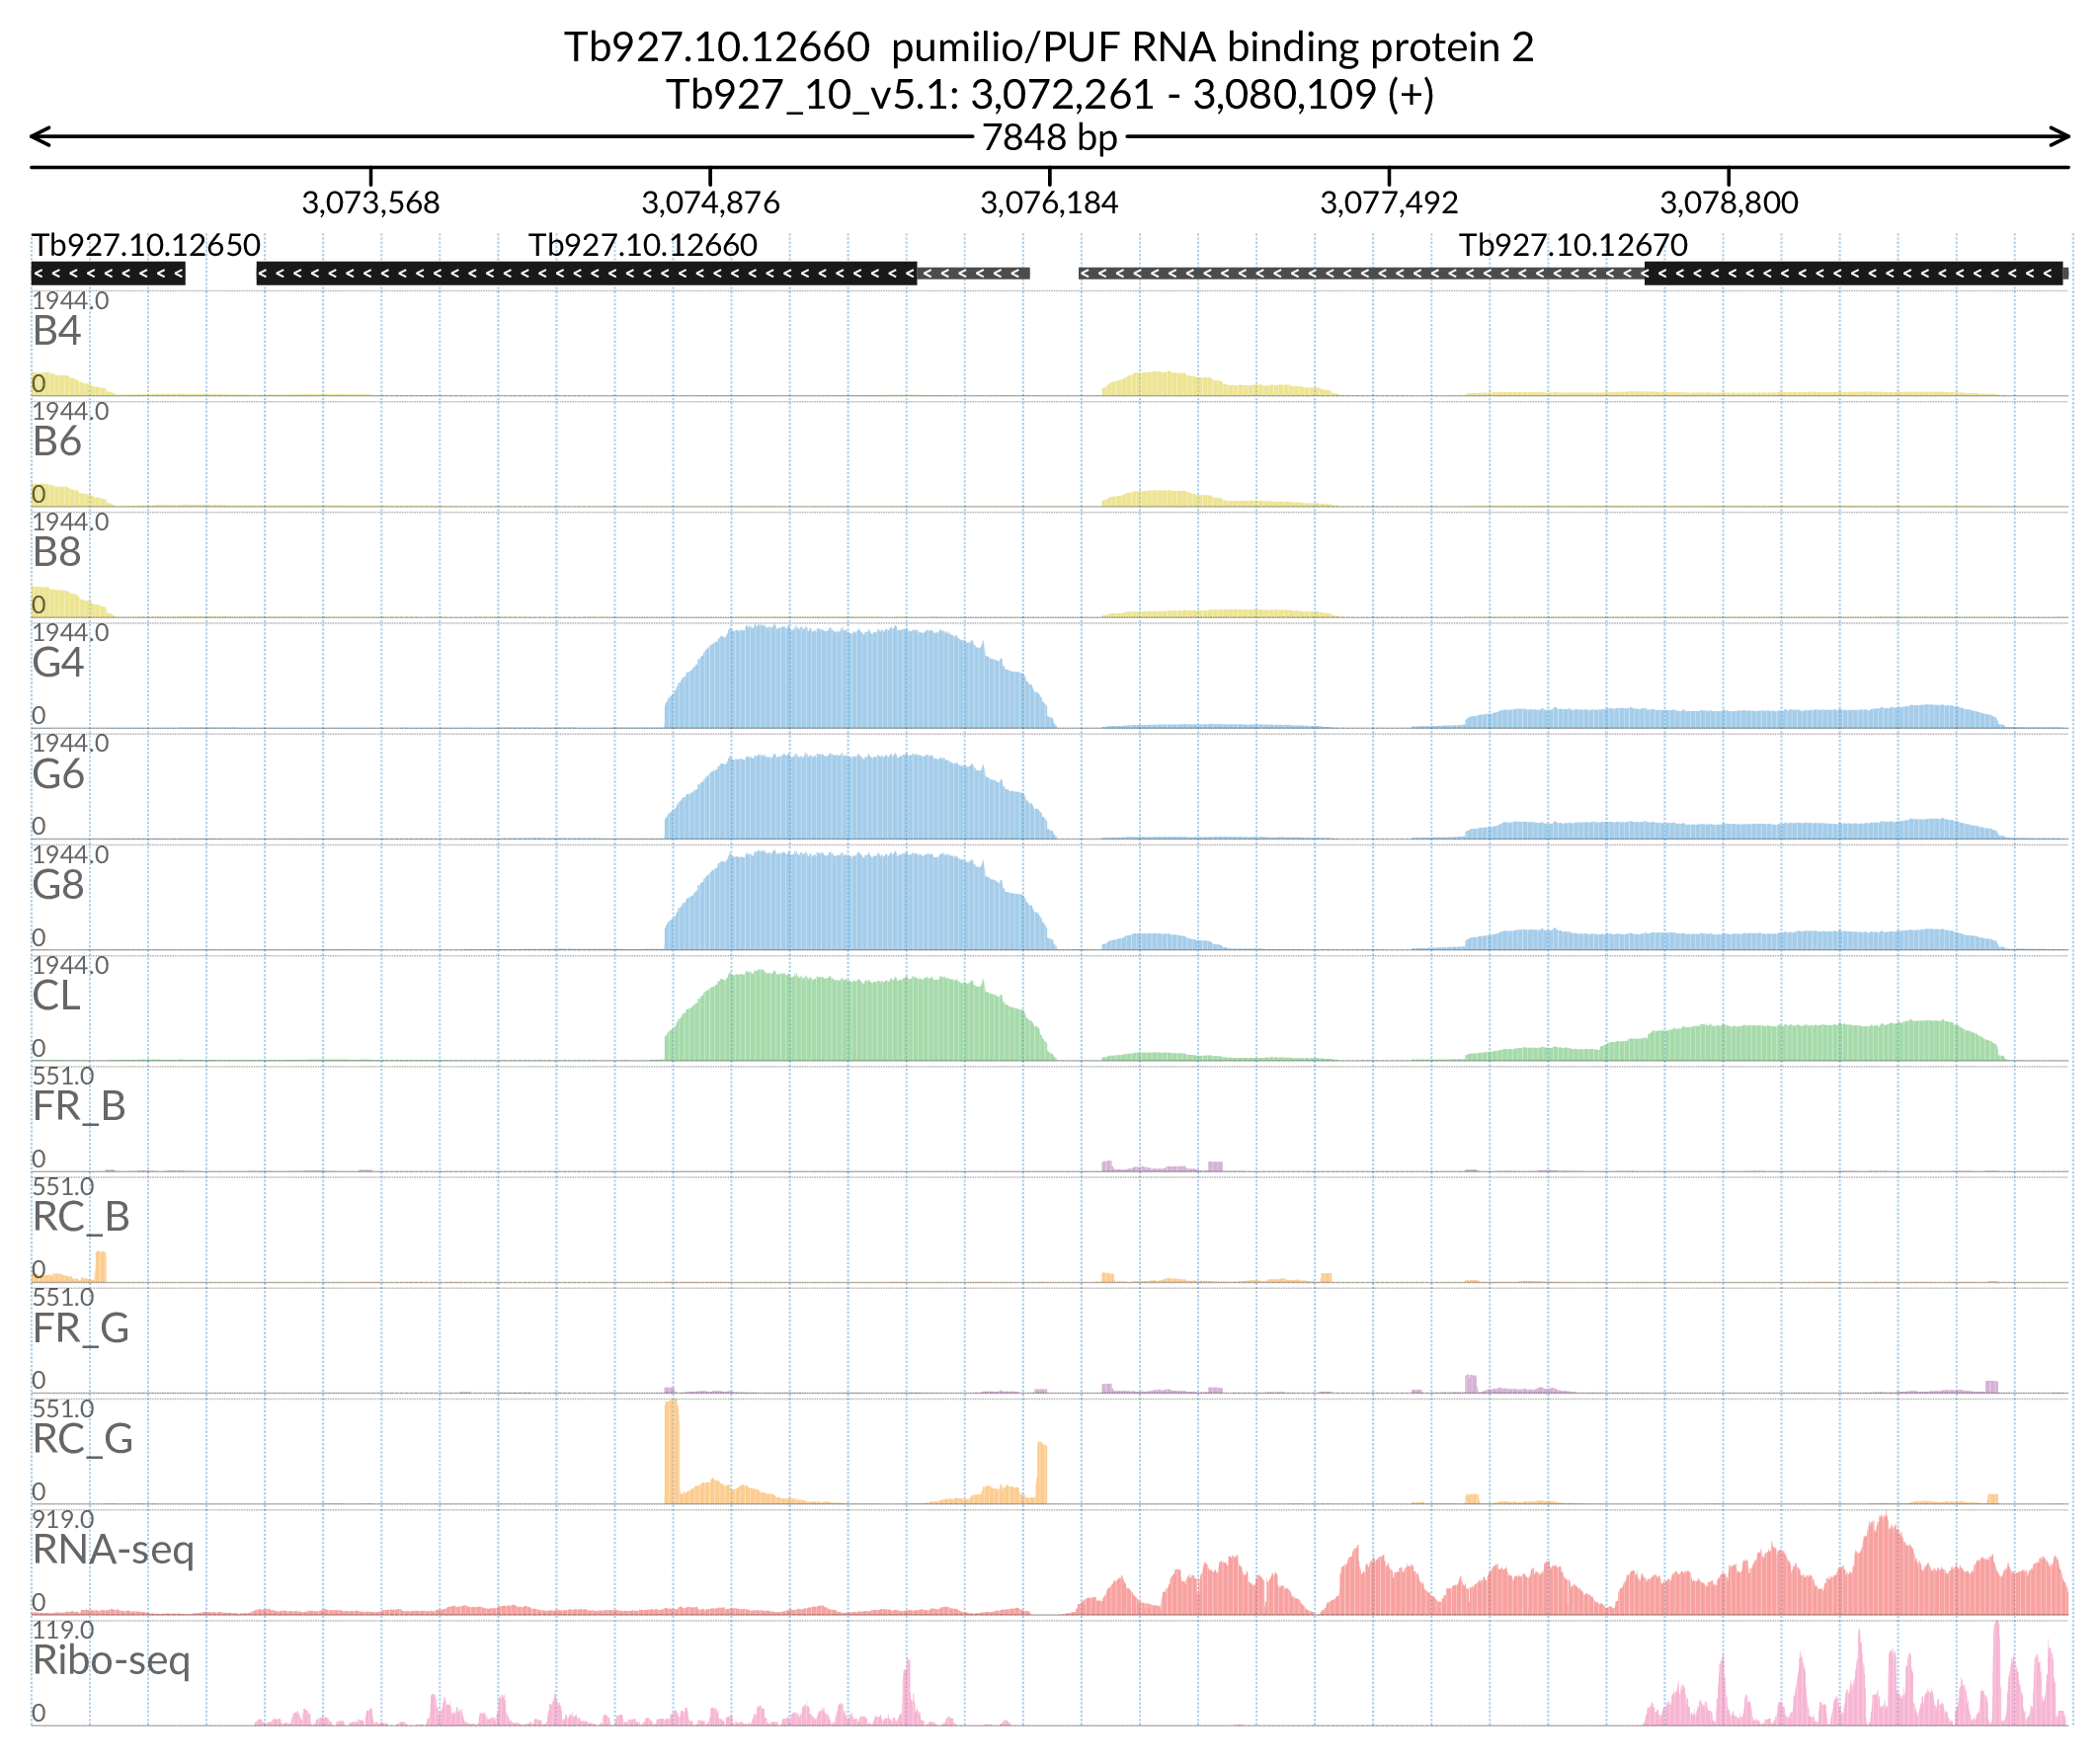 Tb927.10.12660  pumilio/PUF RNA binding protein 2
Tb927_10_v5.1: 3,072,261 - 3,080,109 (+)
7848 bp
3,073,568 3,074,876 3,076,184 3,077,492 3,078,800
Tb927.10.12650 Tb927.10.12660 Tb927.10.12670
1944.0
B4
0
1944.0
B6
0
1944.0
B8
0
1944.0
G4
0
1944.0
G6
0
1944.0
G8
0
1944.0
CL
0
551.0
FR_B
0
551.0
RC_B
0
551.0
FR_G
0
551.0
RC_G
0
919.0
RNA-seq
0
119.0
Ribo-seq
0